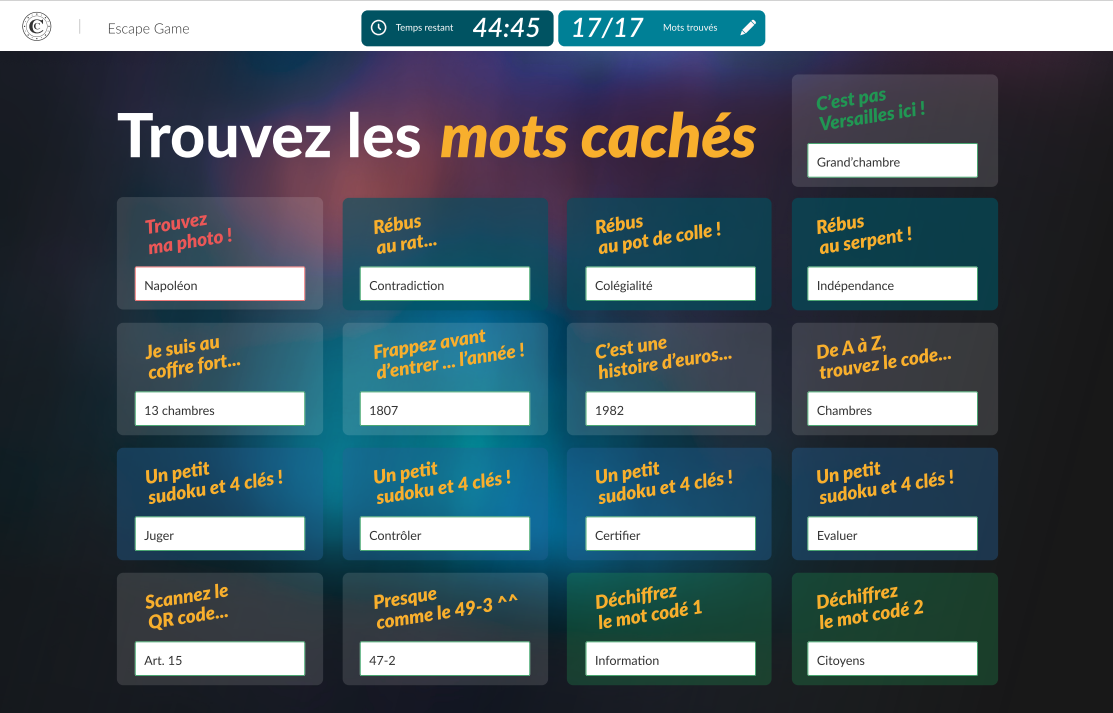 Escape Game
Temps restant 44:45 17/17 Mots trouvés
Trouvez les mots cachés
C'est pas
Versailles ici !
Grand'chambre
Trouvez
ma photo !
Napoléon
Rébus
au rat...
Contradiction
Rébus
au pot de colle !
Colégialité
Rébus
au serpent !
Indépendance
Je suis au
coffre fort...
13 chambres
Frappez avant
d'entrer ... l'année !
1807
C'est une
histoire d'euros...
1982
De A à Z,
trouvez le code...
Chambres
Un petit
sudoku et 4 clés !
Juger
Un petit
sudoku et 4 clés !
Contrôler
Un petit
sudoku et 4 clés !
Certifier
Un petit
sudoku et 4 clés !
Evaluer
Scannez le
QR code...
Art. 15
Presque
comme le 49-3 ^^
47-2
Déchiffrez
le mot codé 1
Information
Déchiffrez
le mot codé 2
Citoyens